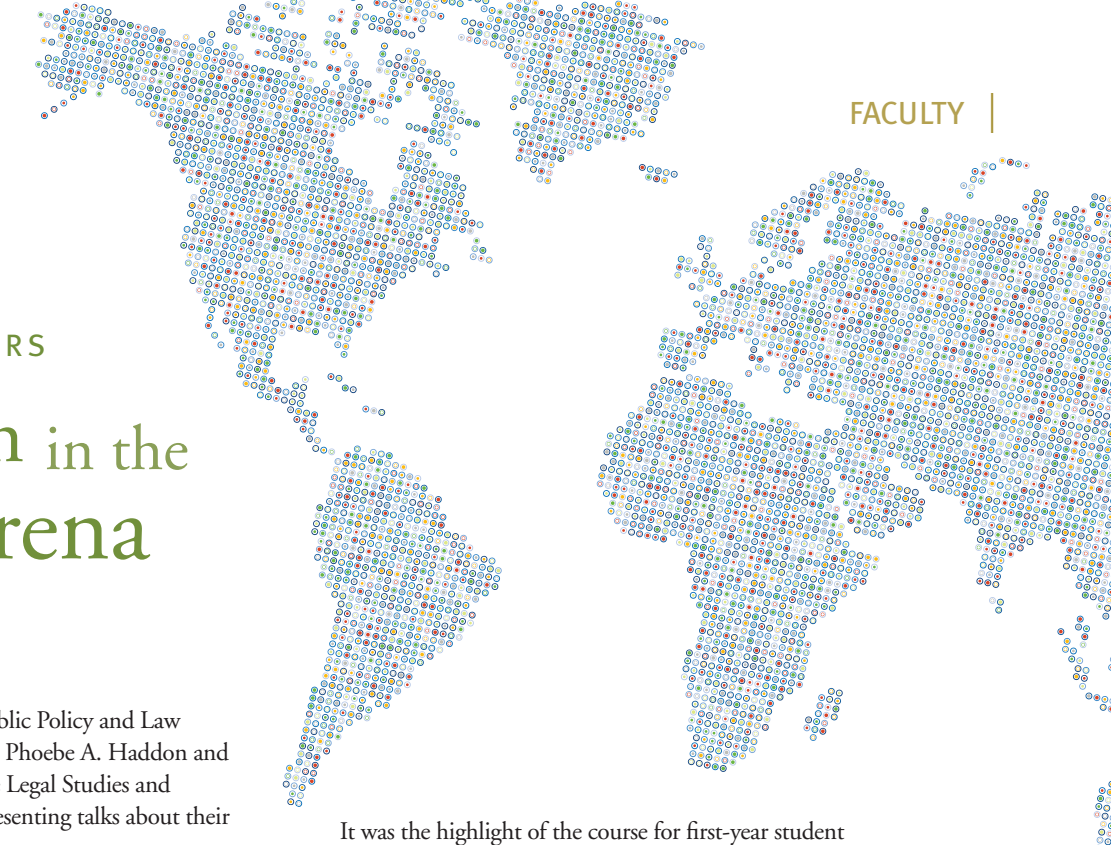 FACULTY
RS
n in the
rena
blic Policy and Law
Phoebe A. Haddon and
Legal Studies and
esenting talks about their
It was the highlight of the course for first-year student